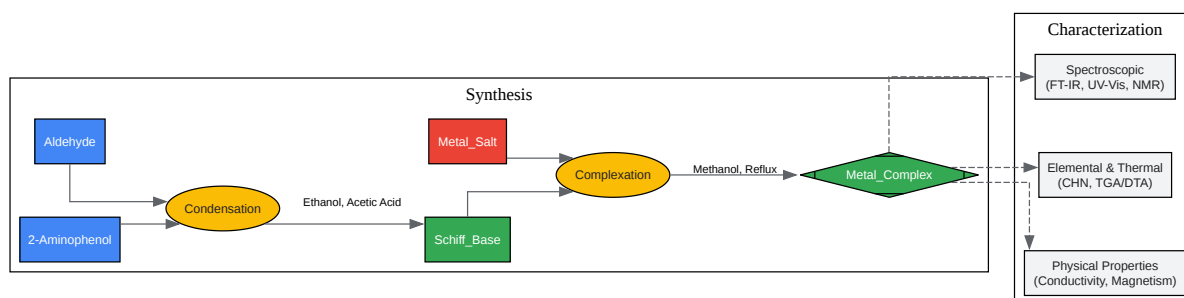 Characterization
Spectroscopic
(FT-IR, UV-Vis, NMR)
Synthesis
Aldehyde
Metal_Salt
Elemental & Thermal
(CHN, TGA/DTA)
Methanol, Reflux
Complexation
Metal_Complex
Ethanol, Acetic Acid
Condensation
2-Aminophenol
Schiff_Base
Physical Properties
(Conductivity, Magnetism)